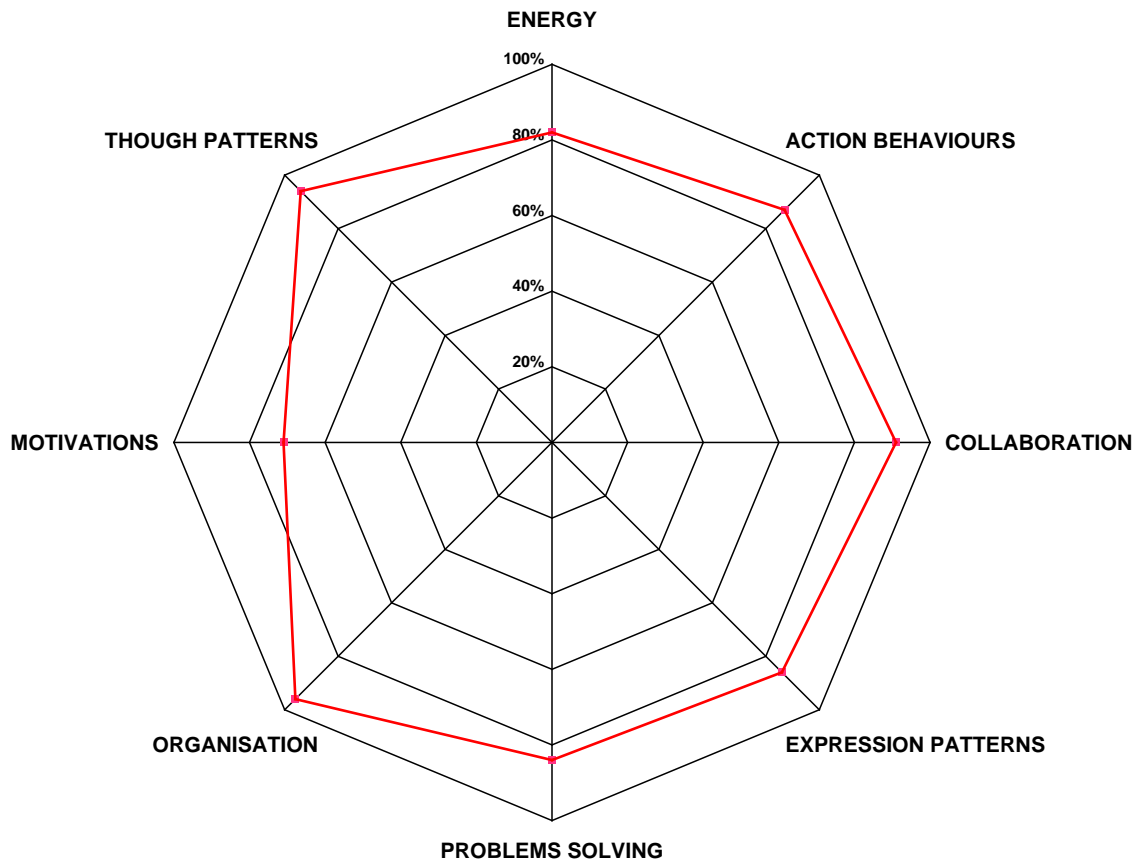 ENERGY
100%
THOUGH PATTERNS
80%
ACTION BEHAVIOURS
60%
40%
20%
MOTIVATIONS
COLLABORATION
ORGANISATION
EXPRESSION PATTERNS
PROBLEMS SOLVING